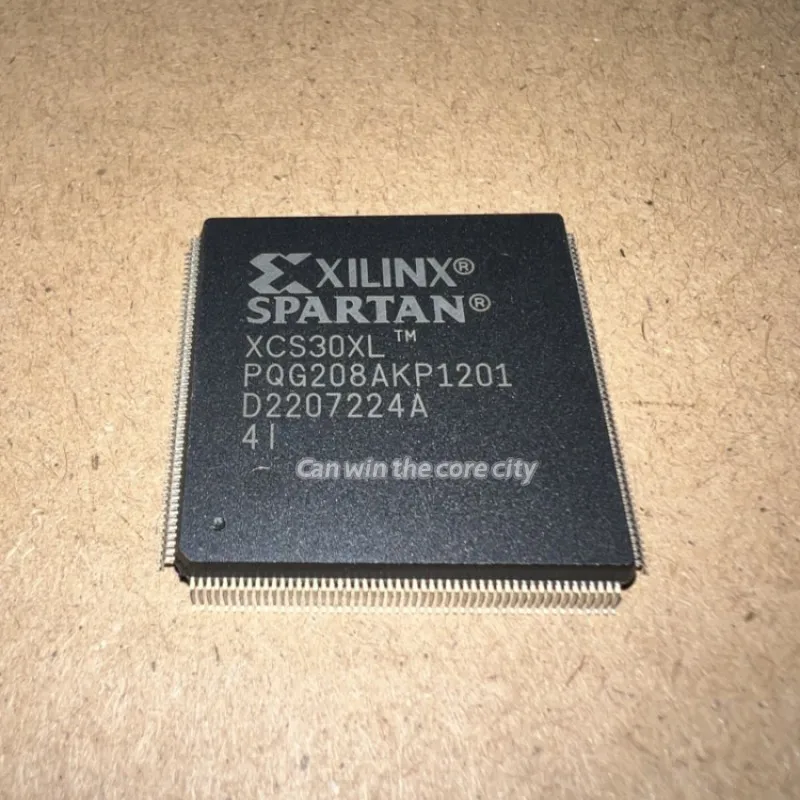 XILINX®
SPARTAN®
XCS30XL™
PQG208AKP1201
D2207224A
4I
Can win the core city